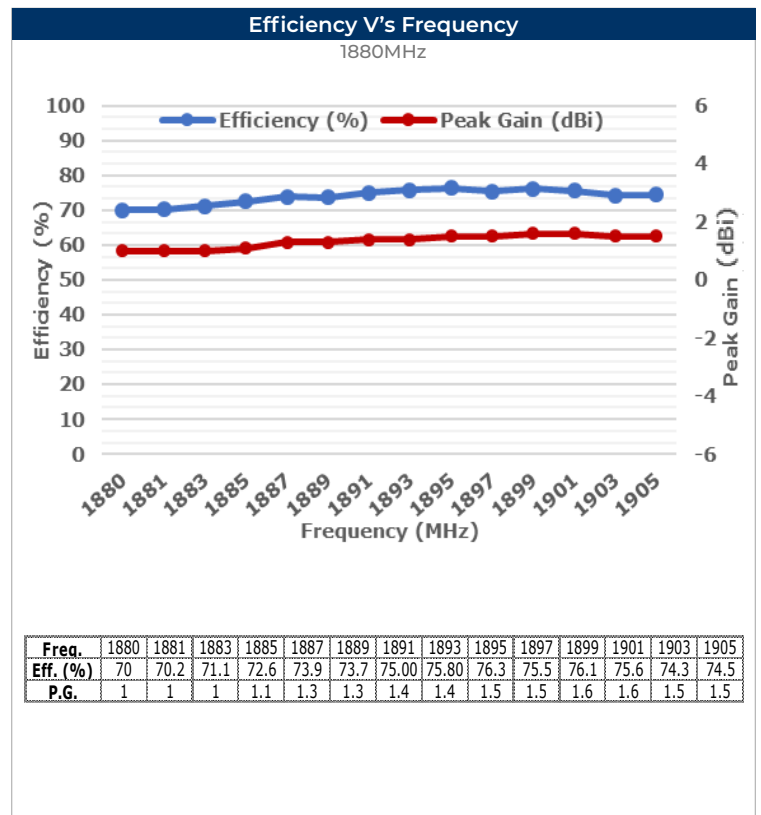 Efficiency V’s Frequency
1880MHz
Efficiency (%) Peak Gain (dBi)
100 6
90
80 4
70 2
60
50 0
40
30 -2
20 -4
10
0 -6
Efficiency (%)
Peak Gain (dBi)
1880 1881 1883 1885 1887 1889 1891 1893 1895 1897 1899 1901 1903 1905
Frequency (MHz)
Freq. 1880 1881 1883 1885 1887 1889 1891 1893 1895 1897 1899 1901 1903 1905
Eff. (%) 70 70.2 71.1 72.6 73.9 73.7 75.00 75.80 76.3 75.5 76.1 75.6 74.3 74.5
P.G. 1 1 1 1.1 1.3 1.3 1.4 1.4 1.5 1.5 1.6 1.6 1.5 1.5